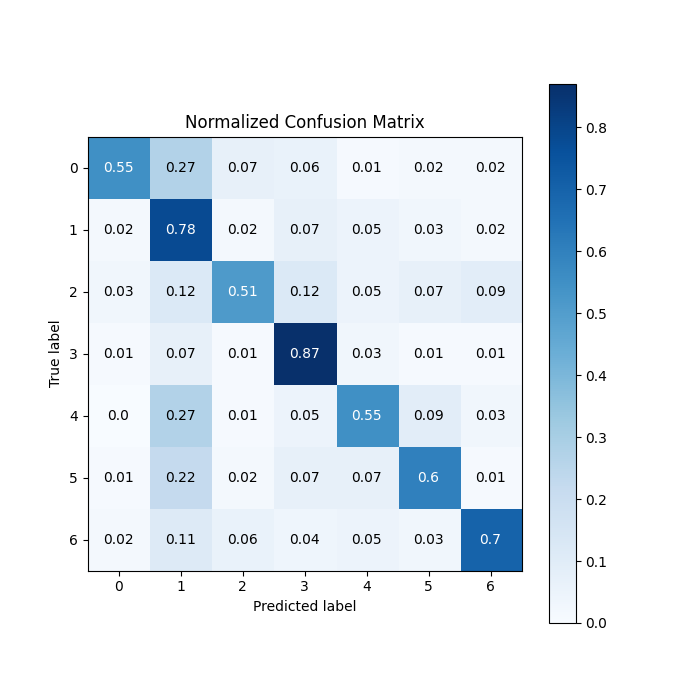 Normalized Confusion Matrix
0 0.55 0.27 0.07 0.06 0.01 0.02 0.02
1 0.02 0.78 0.02 0.07 0.05 0.03 0.02
2 0.03 0.12 0.51 0.12 0.05 0.07 0.09
3 0.01 0.07 0.01 0.87 0.03 0.01 0.01
4 0.0 0.27 0.01 0.05 0.55 0.09 0.03
5 0.01 0.22 0.02 0.07 0.07 0.6 0.01
6 0.02 0.11 0.06 0.04 0.05 0.03 0.7
0 1 2 3 4 5 6
Predicted label
True label
0.8
0.7
0.6
0.5
0.4
0.3
0.2
0.1
0.0